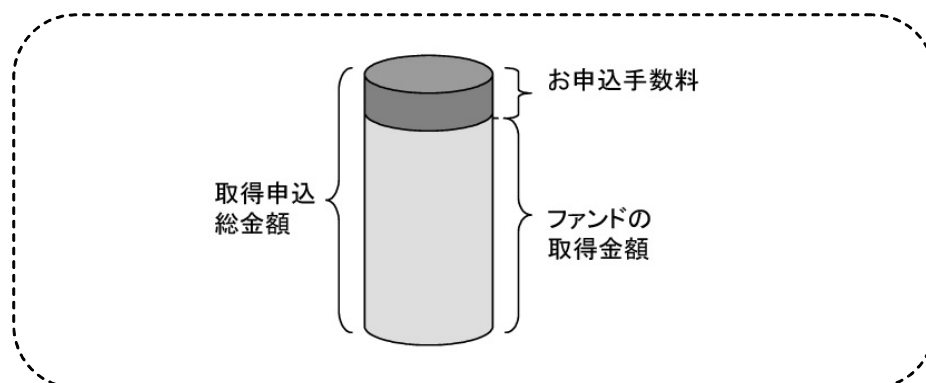 お申込手数料
取得申込
総金額
ファンドの
取得金額